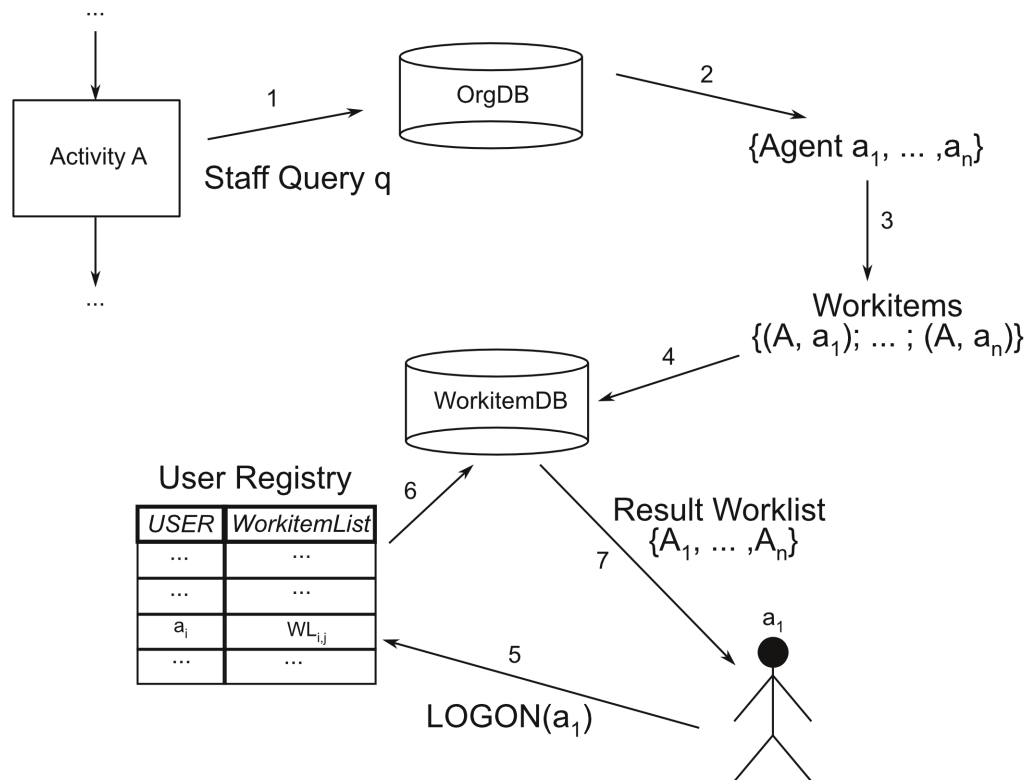 ...
1
OrgDB
2
Activity A
Staff Query q
{Agent a1, ... ,an}
...
3
Workitems
{(A, a1); ... ; (A, an)}
4
WorkitemDB
User Registry
6
USER WorkitemList
... ...
... ...
ai WLi,j
... ...
Result Worklist
{A1, ... ,An}
7
a1
5
LOGON(a1)